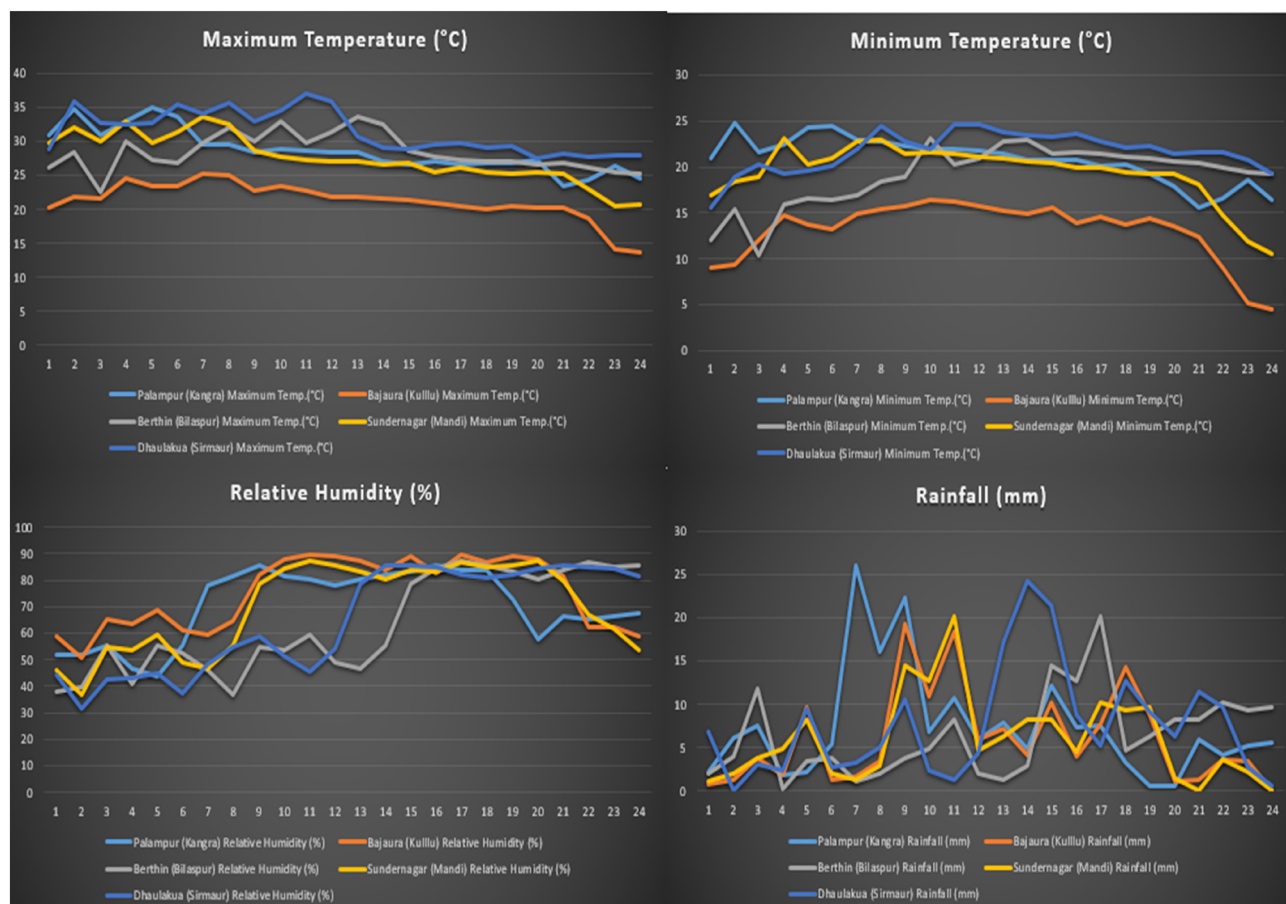 Maximum Temperature (°C)
40
35
30
25
20
15
10
5
0
1 2 3 4 5 6 7 8 9 10 11 12 13 14 15 16 17 18 19 20 21 22 23 24
Palampur (Kangra) Maximum Temp.(°C) Bajaura (Kulllu) Maximum Temp.(°C)
Berthin (Bilaspur) Maximum Temp.(°C) Sundernagar (Mandi) Maximum Temp.(°C)
Dhaulakua (Sirmaur) Maximum Temp.(°C)
Minimum Temperature (°C)
30
25
20
15
10
5
0
1 2 3 4 5 6 7 8 9 10 11 12 13 14 15 16 17 18 19 20 21 22 23 24
Palampur (Kangra) Minimum Temp.(°C) Bajaura (Kulllu) Minimum Temp.(°C)
Berthin (Bilaspur) Minimum Temp.(°C) Sundernagar (Mandi) Minimum Temp.(°C)
Dhaulakua (Sirmaur) Minimum Temp.(°C)
Relative Humidity (%)
100
90
80
70
60
50
40
30
20
10
0
1 2 3 4 5 6 7 8 9 10 11 12 13 14 15 16 17 18 19 20 21 22 23 24
Palampur (Kangra) Relative Humidity (%) Bajaura (Kulllu) Relative Humidity (%)
Berthin (Bilaspur) Relative Humidity (%) Sundernagar (Mandi) Relative Humidity (%)
Dhaulakua (Sirmaur) Relative Humidity (%)
Rainfall (mm)
30
25
20
15
10
5
0
1 2 3 4 5 6 7 8 9 10 11 12 13 14 15 16 17 18 19 20 21 22 23 24
Palampur (Kangra) Rainfall (mm) Bajaura (Kulllu) Rainfall (mm)
Berthin (Bilaspur) Rainfall (mm) Sundernagar (Mandi) Rainfall (mm)
Dhaulakua (Sirmaur) Rainfall (mm)